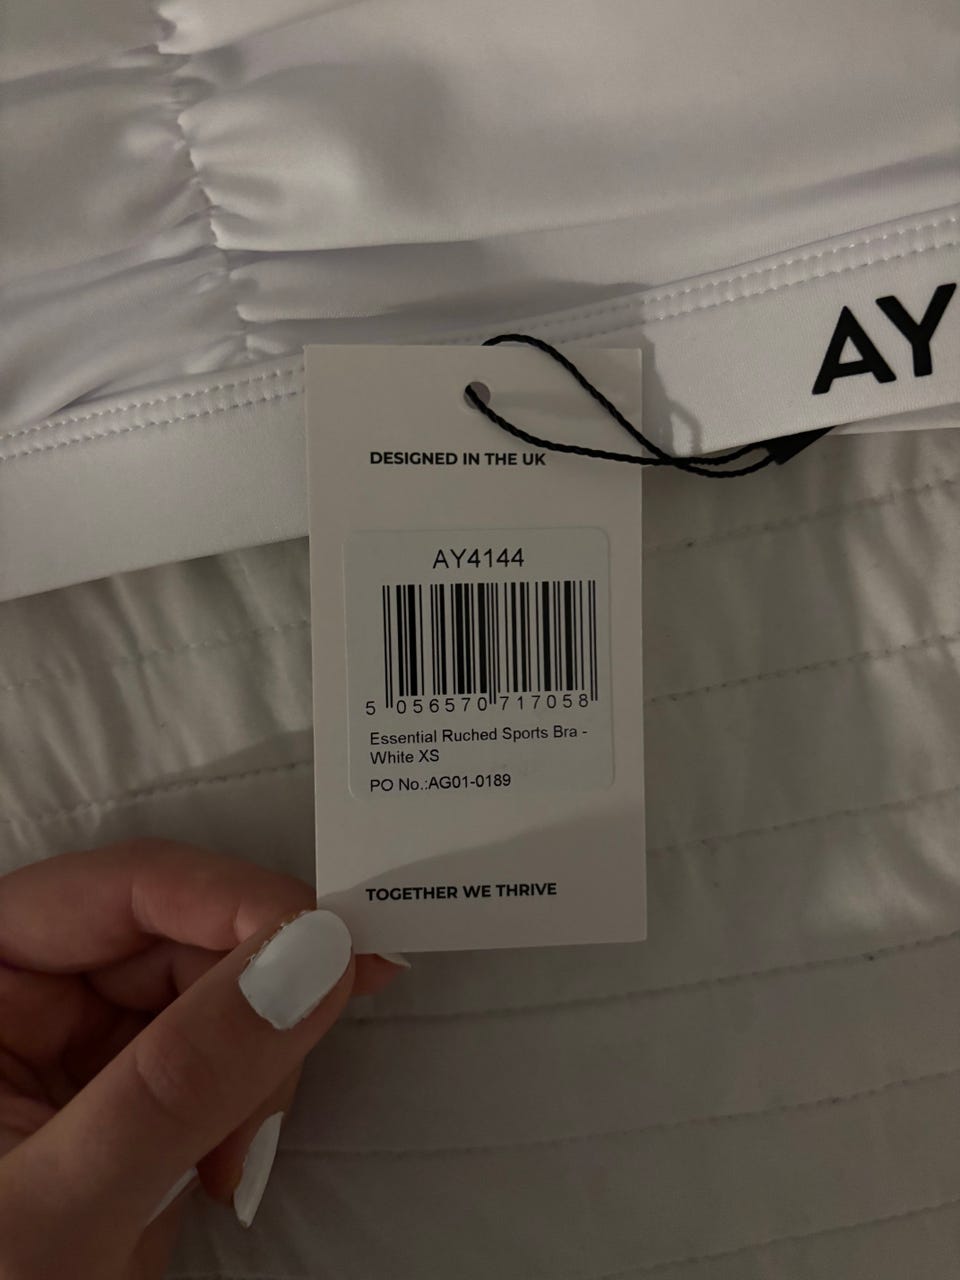 AY
DESIGNED IN THE UK
AY4144
5 056570 717058
Essential Ruched Sports Bra -
White XS
PO No.:AG01-0189
TOGETHER WE THRIVE